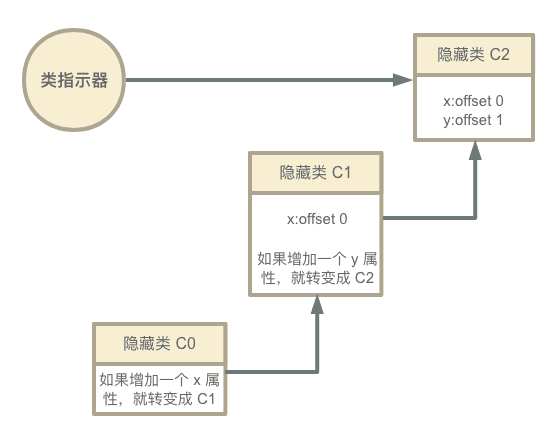 类指示器
隐藏类 C2
x:offset 0
y:offset 1
隐藏类 C1
x:offset 0
如果增加一个 y 属
性，就转变成 C2
隐藏类 C0
如果增加一个 x 属
性，就转变成 C1